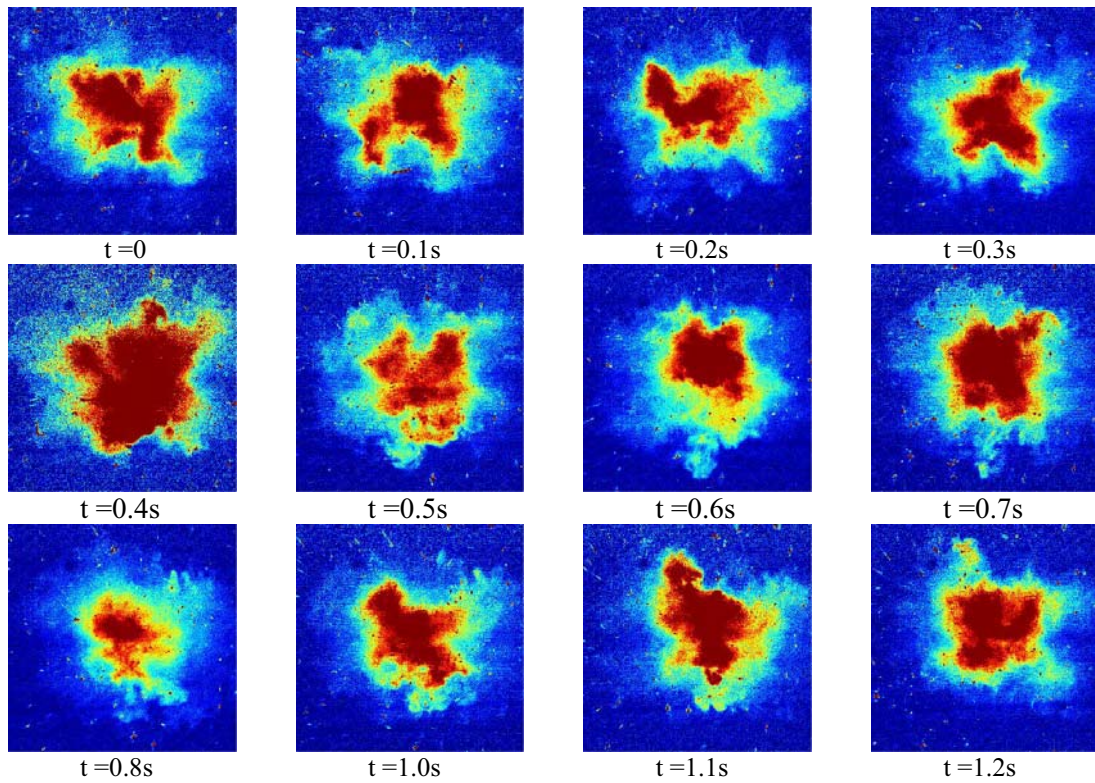 t =0 t =0.1s t =0.2s t =0.3s
t =0.4s t =0.5s t =0.6s t =0.7s
t =0.8s t =1.0s t =1.1s t =1.2s